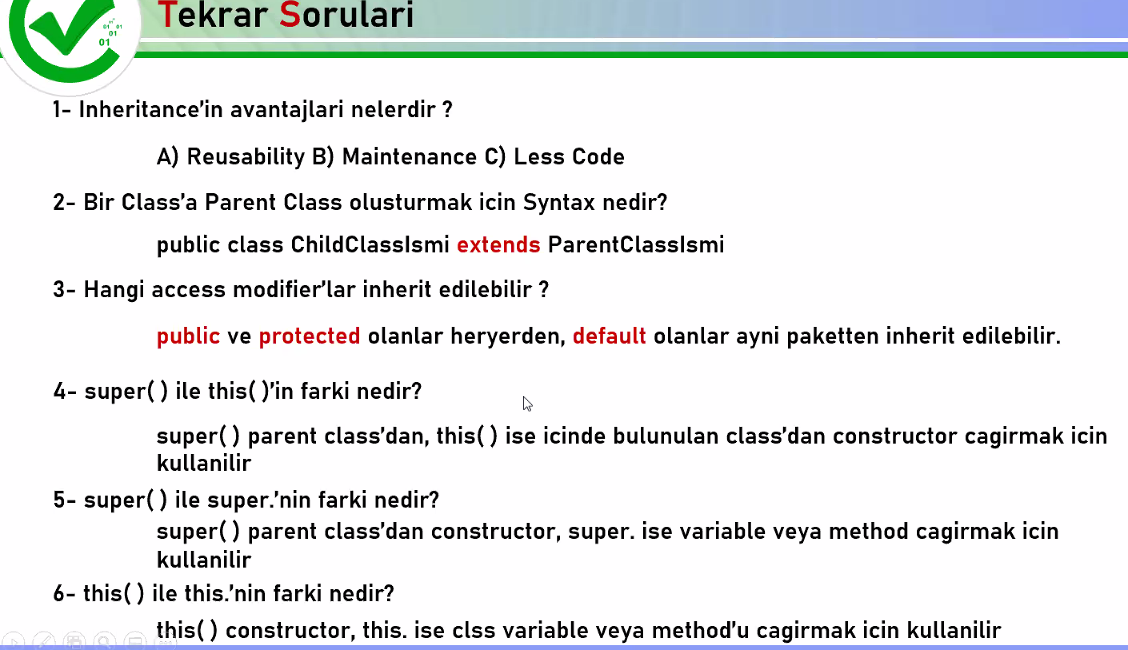 Tekrar Sorulari
01 01
01
01
1- Inheritance'in avantajlari nelerdir ?
A) Reusability B) Maintenance C) Less Code
2- Bir Class'a Parent Class olusturmak icin Syntax nedir?
public class ChildClassIsmi extends ParentClassIsmi
3- Hangi access modifier'lar inherit edilebilir ?
public ve protected olanlar heryerden, default olanlar ayni paketten inherit edilebilir.
4- super( ) ile this( )'in farki nedir?
super( ) parent class'dan, this( ) ise icinde bulunulan class'dan constructor cagirmak icin
kullanilir
5- super( ) ile super.'nin farki nedir?
super( ) parent class'dan constructor, super. ise variable veya method cagirmak icin
kullanilir
6- this( ) ile this.'nin farki nedir?
this( ) constructor, this. ise clss variable veya method'u cagirmak icin kullanilir